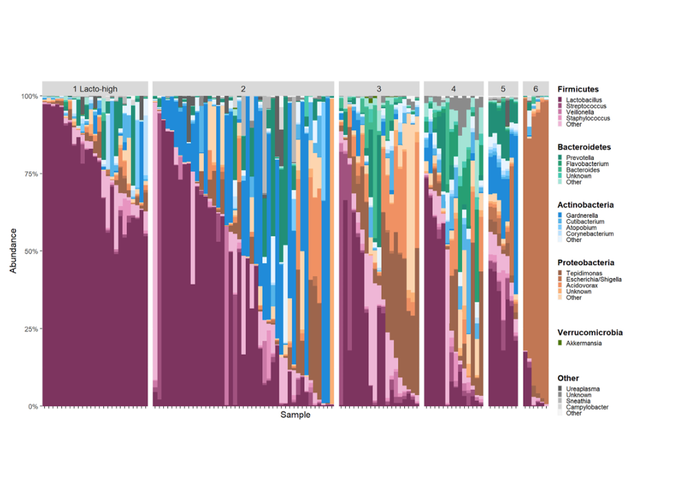 1 Lacto-high 2 3 4 5 6
100%
75%
50%
25%
0%
Abundance
Sample
Firmicutes
Lactobacillus
Streptococcus
Veillonella
Staphylococcus
Other
Bacteroidetes
Prevotella
Flavobacterium
Bacteroides
Unknown
Other
Actinobacteria
Gardnerella
Cutibacterium
Atopobium
Corynebacterium
Other
Proteobacteria
Tepidimonas
Escherichia/Shigella
Acidovorax
Unknown
Other
Verrucomicrobia
Akkermansia
Other
Ureaplasma
Unknown
Sneathia
Campylobacter
Other